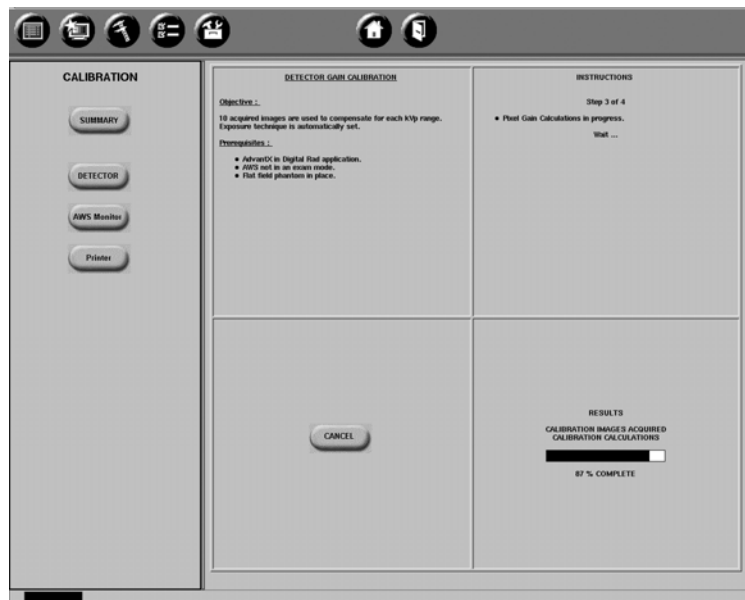 CALIBRATION
SUMMARY
DETECTOR
AWS Monitor
Printer
DETECTOR GAIN CALIBRATION
Objective :
10 acquired images are used to compensate for each kVp range.
Exposure technique is automatically set.
Prerequisites :
AdvantX in Digital Rad application.
AWS not in an exam mode.
Flat field phantom in place.
INSTRUCTIONS
Step 3 of 4
Pixel Gain Calculations in progress.
Wait ...
CANCEL
RESULTS
CALIBRATION IMAGES ACQUIRED
CALIBRATION CALCULATIONS
87 % COMPLETE